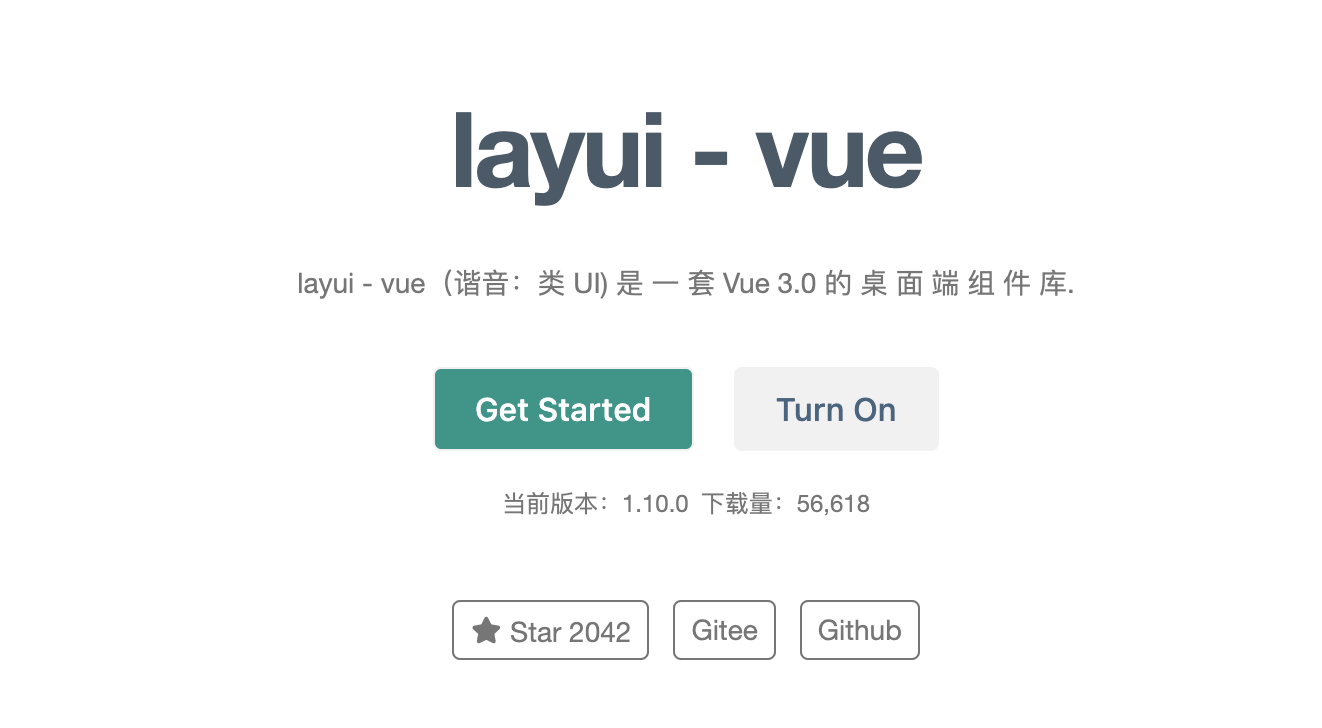 layui - vue
layui - vue（谐音：类 UI) 是 一 套 Vue 3.0 的 桌 面 端 组 件 库.
Get Started Turn On
当前版本：1.10.0 下载量：56,618
Star 2042 Gitee Github